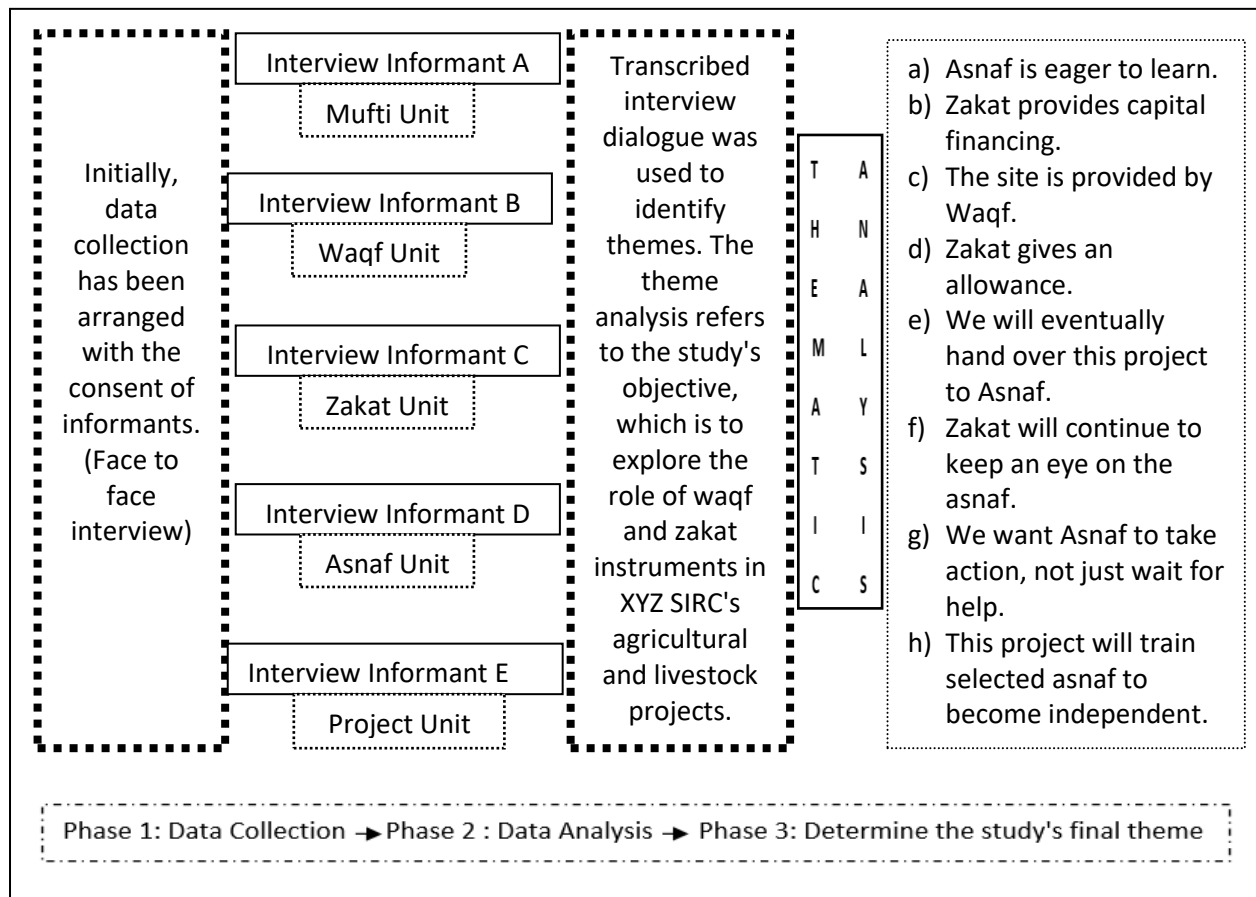 Initially,
data
collection
has been
arranged
with the
consent of
informants.
(Face to
face
interview)
Interview Informant A
Mufti Unit
Interview Informant B
Waqf Unit
Interview Informant C
Zakat Unit
Interview Informant D
Asnaf Unit
Interview Informant E
Project Unit
Transcribed
interview
dialogue was
used to
identify
themes. The
theme
analysis refers
to the study's
objective,
which is to
explore the
role of waqf
and zakat
instruments in
XYZ SIRC's
agricultural
and livestock
projects.
THEMATIC
ANALYSIS
a) Asnaf is eager to learn.
b) Zakat provides capital
financing.
c) The site is provided by
Waqf.
d) Zakat gives an
allowance.
e) We will eventually
hand over this project
to Asnaf.
f) Zakat will continue to
keep an eye on the
asnaf.
g) We want Asnaf to take
action, not just wait for
help.
h) This project will train
selected asnaf to
become independent.
Phase 1: Data Collection → Phase 2 : Data Analysis → Phase 3: Determine the study's final theme